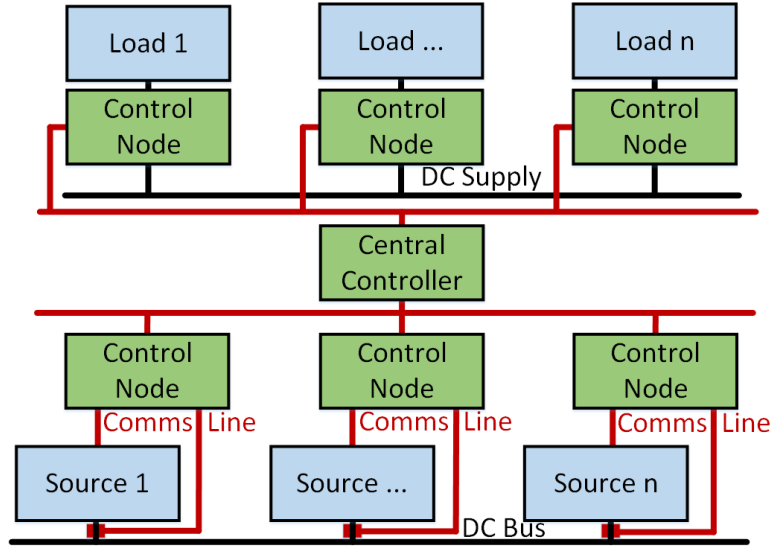 Load 1
Load ...
Load n
Control
Node
Control
Node
Control
Node
DC Supply
Central
Controller
Control
Node
Control
Node
Control
Node
Comms Line
Comms Line
Comms Line
Source 1
Source ...
Source n
DC Bus